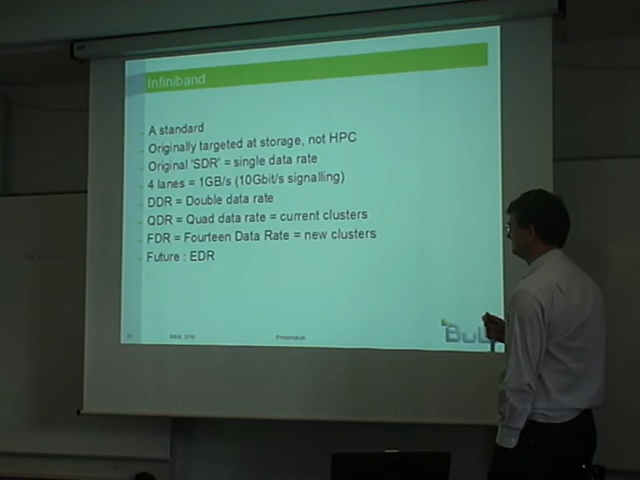 Infiniband
A standard
Originally targeted at storage, not HPC
Original 'SDR' = single data rate
4 lanes = 1GB/s (10Gbit/s signalling)
DDR = Double data rate
QDR = Quad data rate = current clusters
FDR = Fourteen Data Rate = new clusters
Future : EDR
Bull